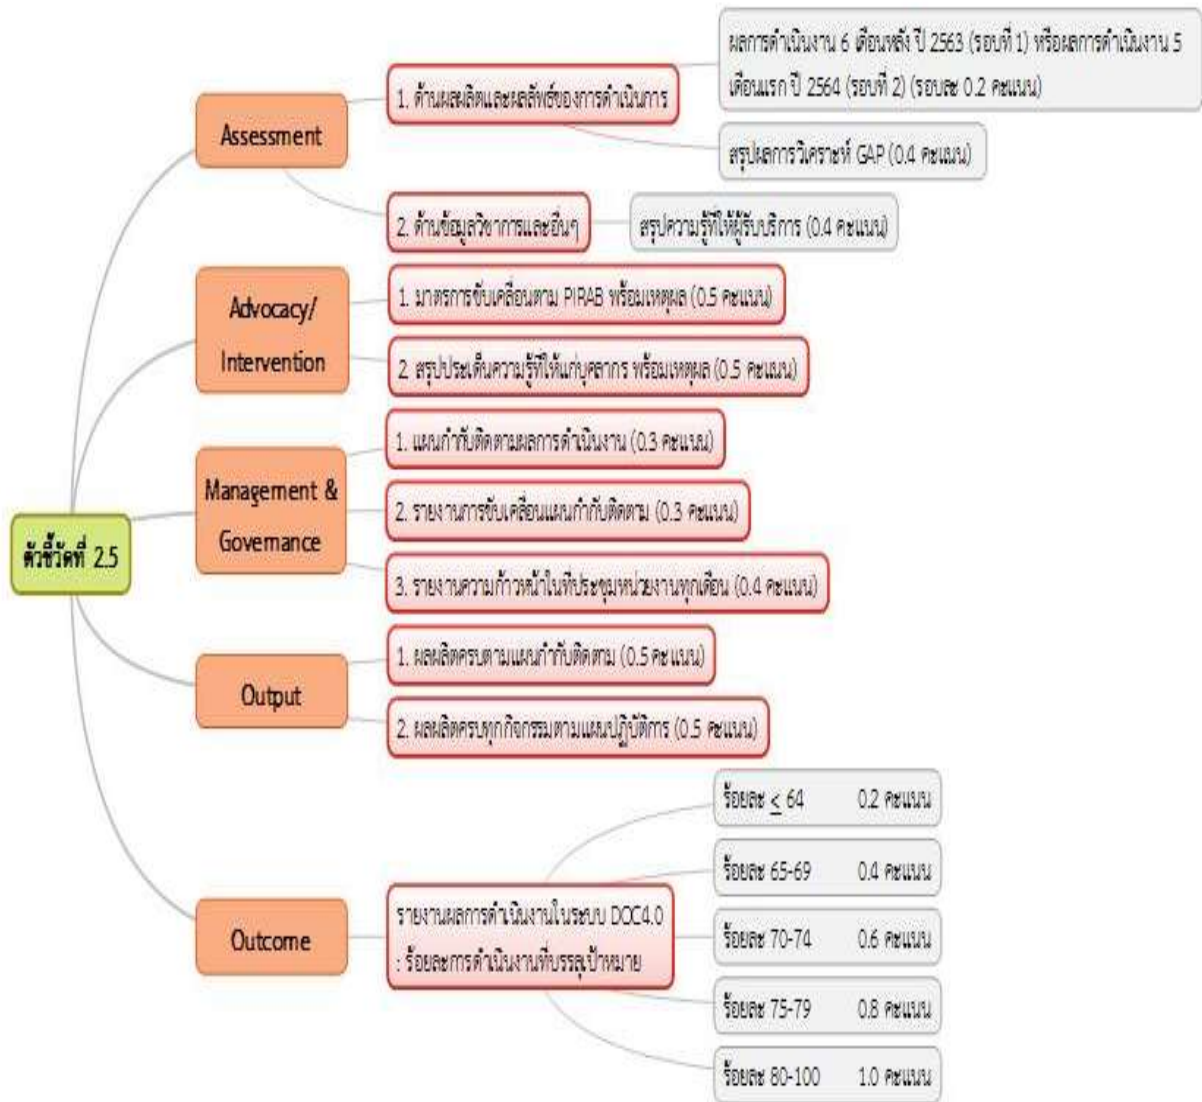 ผลการดำเนินงาน 6 เดือนหลัง ปี 2563 (รอบที่ 1) หรือผลการดำเนินงาน 5
เดือนแรก ปี 2564 (รอบที่ 2) (รอบละ 0.2 คะแนน)
1. ด้านผลผลิตและผลลัพธ์ของการดำเนินการ
Assessment
สรุปผลการวิเคราะห์ GAP (0.4 คะแนน)
2. ด้านข้อมูลวิชาการและอื่นๆ
สรุปความรู้ที่ให้ผู้รับบริการ (0.4 คะแนน)
Advocacy/
Intervention
1. มาตรการขับเคลื่อนตาม PIRAB พร้อมเหตุผล (0.5 คะแนน)
2. สรุปประเด็นความรู้ที่ให้แก่บุคลากร พร้อมเหตุผล (0.5 คะแนน)
Management &
Governance
1. แผนกำกับติดตามผลการดำเนินงาน (0.3 คะแนน)
2. รายงานการขับเคลื่อนแผนกำกับติดตาม (0.3 คะแนน)
3. รายงานความก้าวหน้าในที่ประชุมหน่วยงานทุกเดือน (0.4 คะแนน)
ตัวชี้วัดที่ 2.5
Output
1. ผลผลิตครบตามแผนกำกับติดตาม (0.5 คะแนน)
2. ผลผลิตครบทุกกิจกรรมตามแผนปฏิบัติการ (0.5 คะแนน)
Outcome
รายงานผลการดำเนินงานในระบบ DOC4.0
: ร้อยละการดำเนินงานที่บรรลุเป้าหมาย
ร้อยละ ≤ 64 0.2 คะแนน
ร้อยละ 65-69 0.4 คะแนน
ร้อยละ 70-74 0.6 คะแนน
ร้อยละ 75-79 0.8 คะแนน
ร้อยละ 80-100 1.0 คะแนน